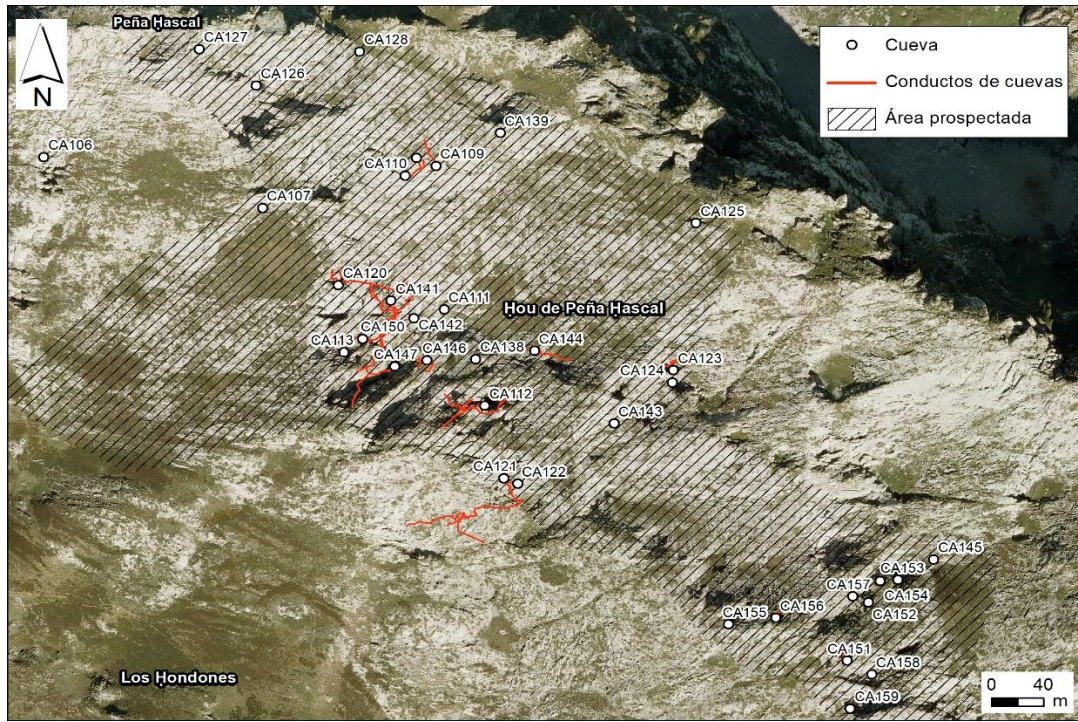 Peña Ḥascal
CA127
CA128
CA126
N
Cueva
Conductos de cuevas
Área prospectada
CA139
CA106
CA110
CA109
CA107
CA125
CA120
CA141
CA111
Ḥou de Peña Ḥascal
CA142
CA150
CA113
CA144
CA138
CA146
CA147
CA123
CA124
CA112
CA143
CA121
CA122
CA145
CA153
CA157
CA154
CA152
CA156
CA155
CA151
CA158
Los Ḥondones
CA159
0 40
m